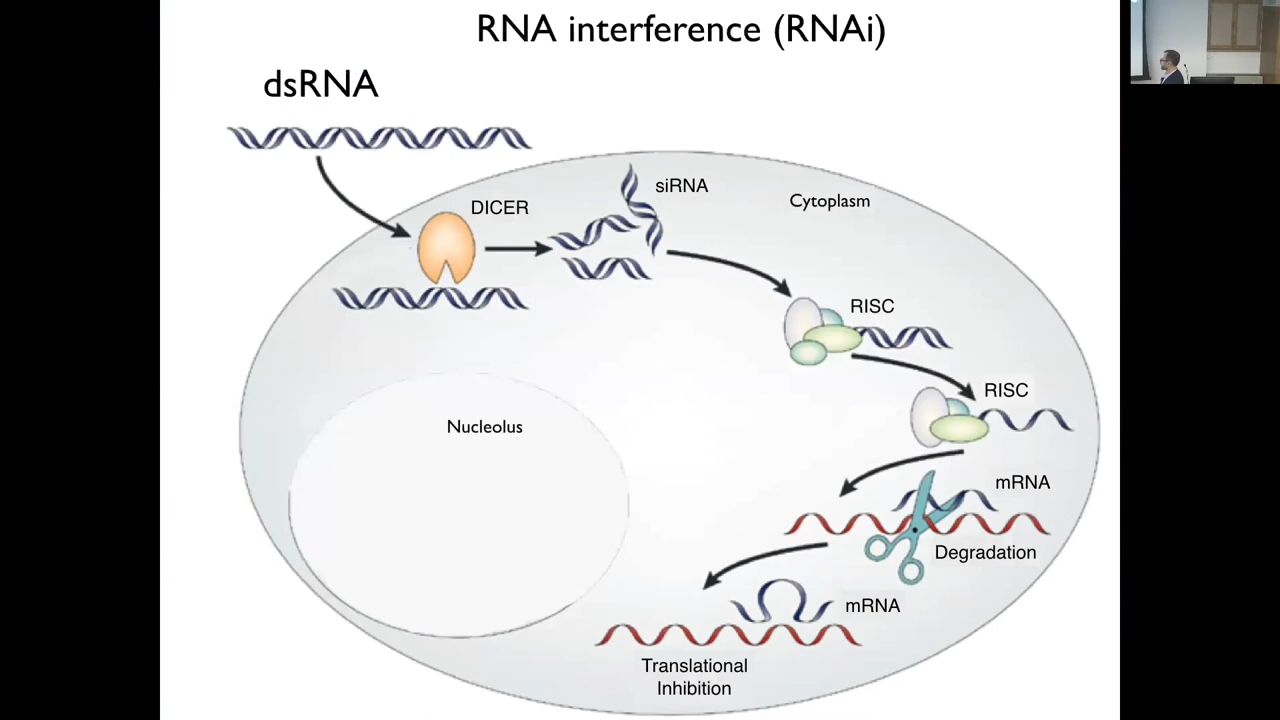 RNA interference (RNAi)
dsRNA
DICER
siRNA
Cytoplasm
RISC
RISC
Nucleolus
mRNA
Degradation
mRNA
Translational
Inhibition